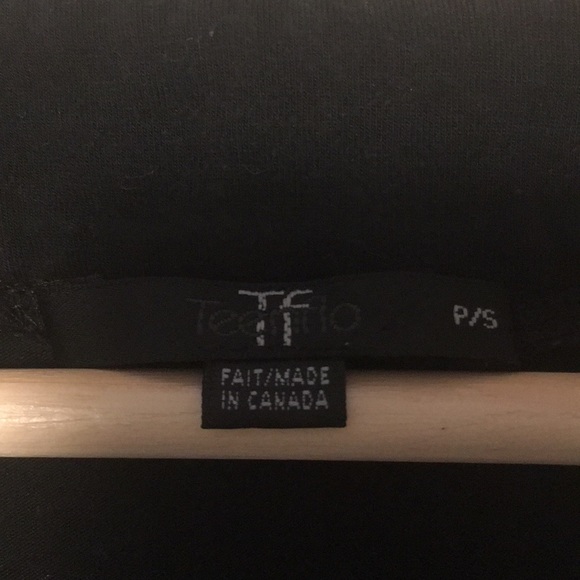 Teenflo
Tf
P/S
FAIT/MADE
IN CANADA